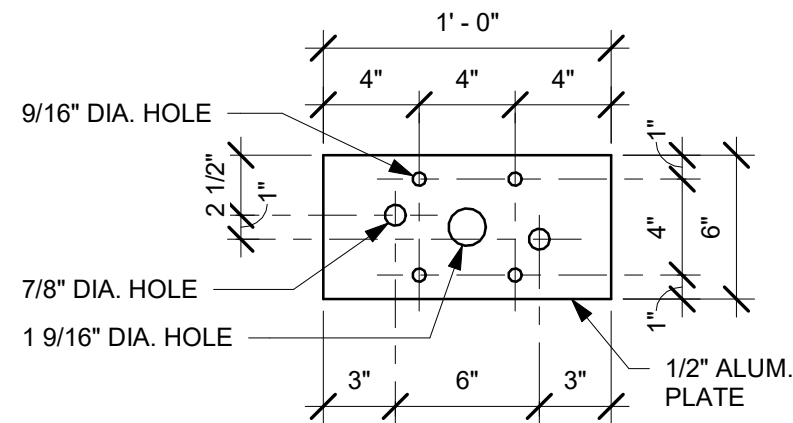 1' - 0"
4" 4" 4"
9/16" DIA. HOLE
1"
2 1/2"
1"
4"
6"
7/8" DIA. HOLE
1 9/16" DIA. HOLE
1"
3" 6" 3"
1/2" ALUM.
PLATE